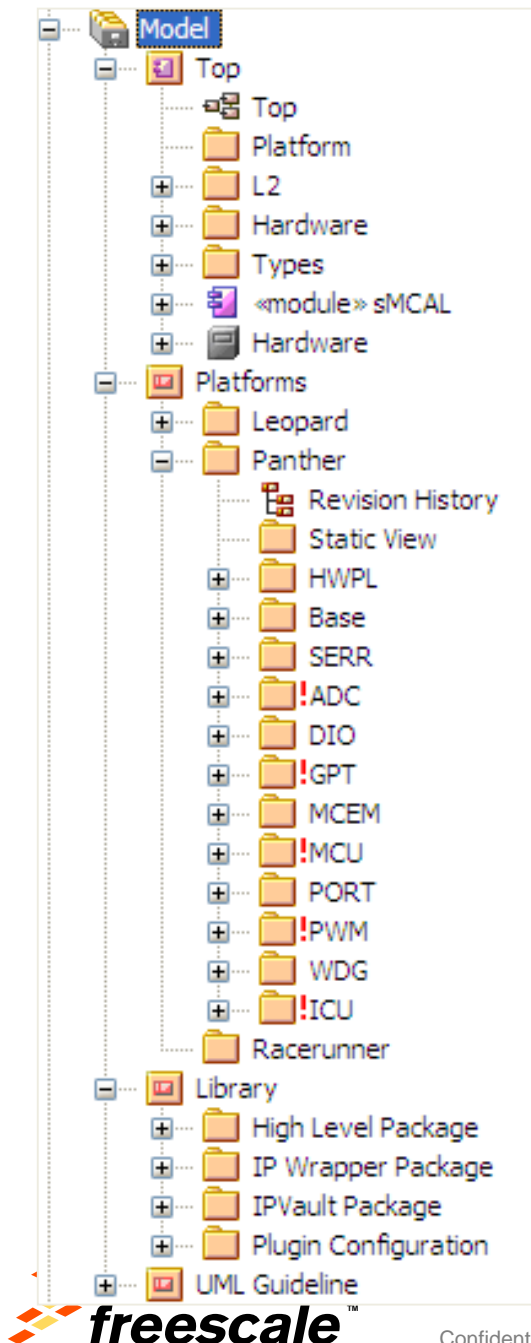 Model
Top
Top
Platform
L2
Hardware
Types
«module» sMCAL
Hardware
Platforms
Leopard
Panther
Revision History
Static View
HWPL
Base
SERR
!ADC
DIO
!GPT
MCEM
!MCU
PORT
!PWM
WDG
!ICU
Racerunner
Library
High Level Package
IP Wrapper Package
IPVault Package
Plugin Configuration
UML Guideline
freescale™
Confident